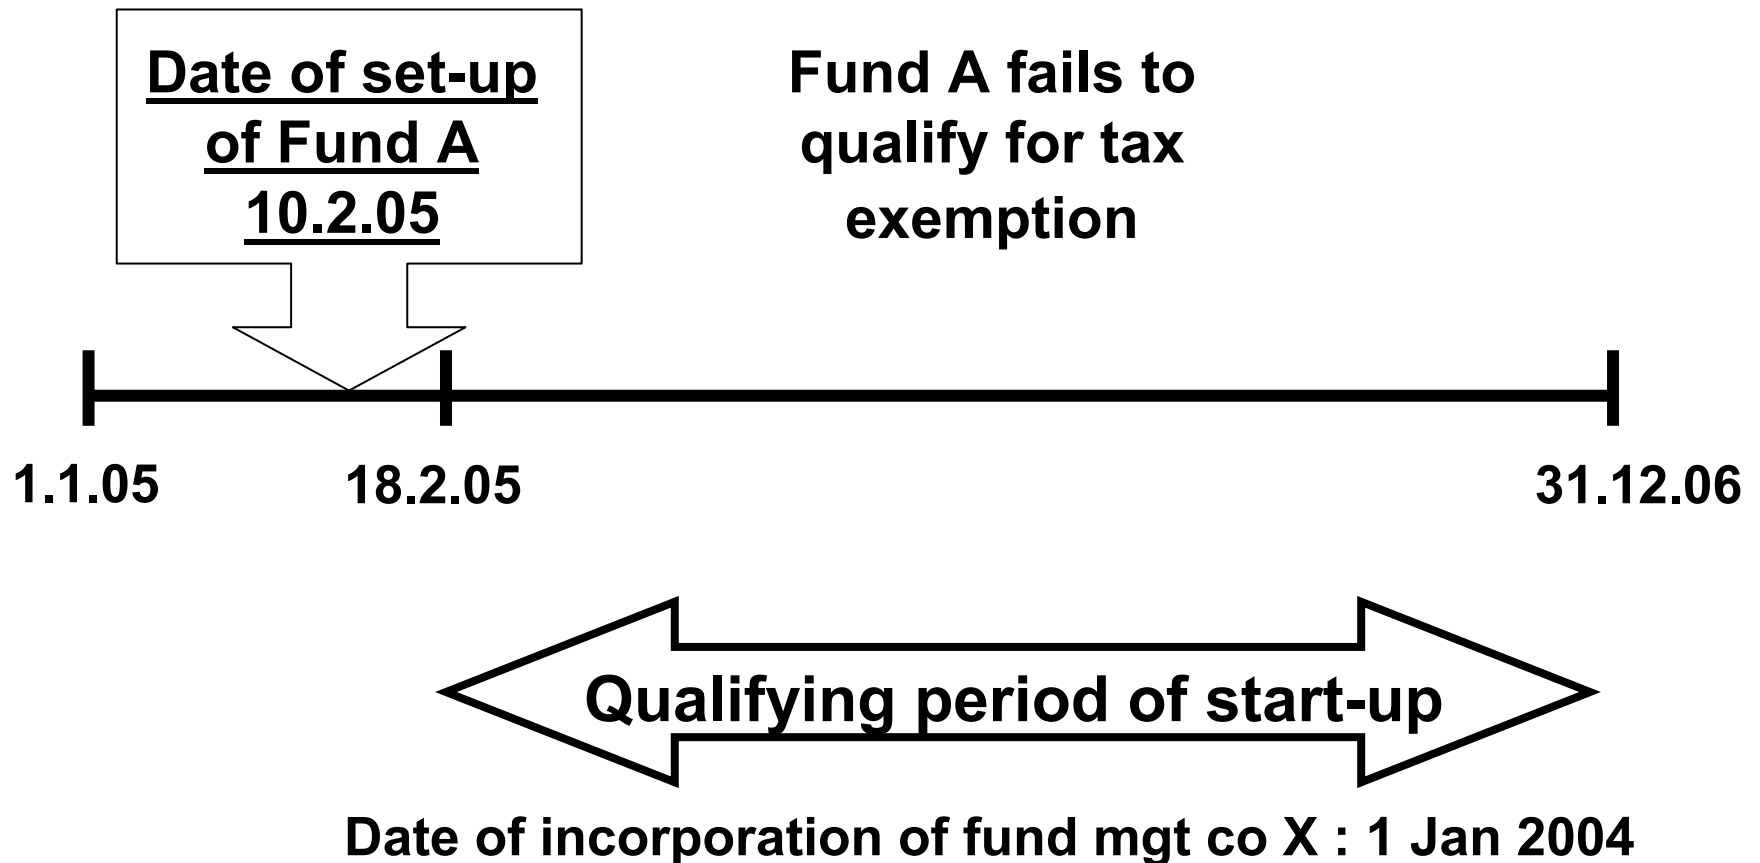 Date of set-up
of Fund A
10.2.05
Fund A fails to
qualify for tax
exemption
1.1.05
18.2.05
31.12.06
Qualifying period of start-up
Date of incorporation of fund mgt co X : 1 Jan 2004